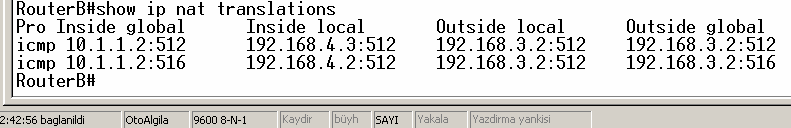 RouterB#show ip nat translations
Pro Inside global Inside local Outside local Outside global
icmp 10.1.1.2:512 192.168.4.3:512 192.168.3.2:512 192.168.3.2:512
icmp 10.1.1.2:516 192.168.4.2:512 192.168.3.2:512 192.168.3.2:516
RouterB#
2:42:56 baglanildi OtoAlgila 9600 8-N-1 Kaydir büyh SAYI Yakala Yazdirma yankisi